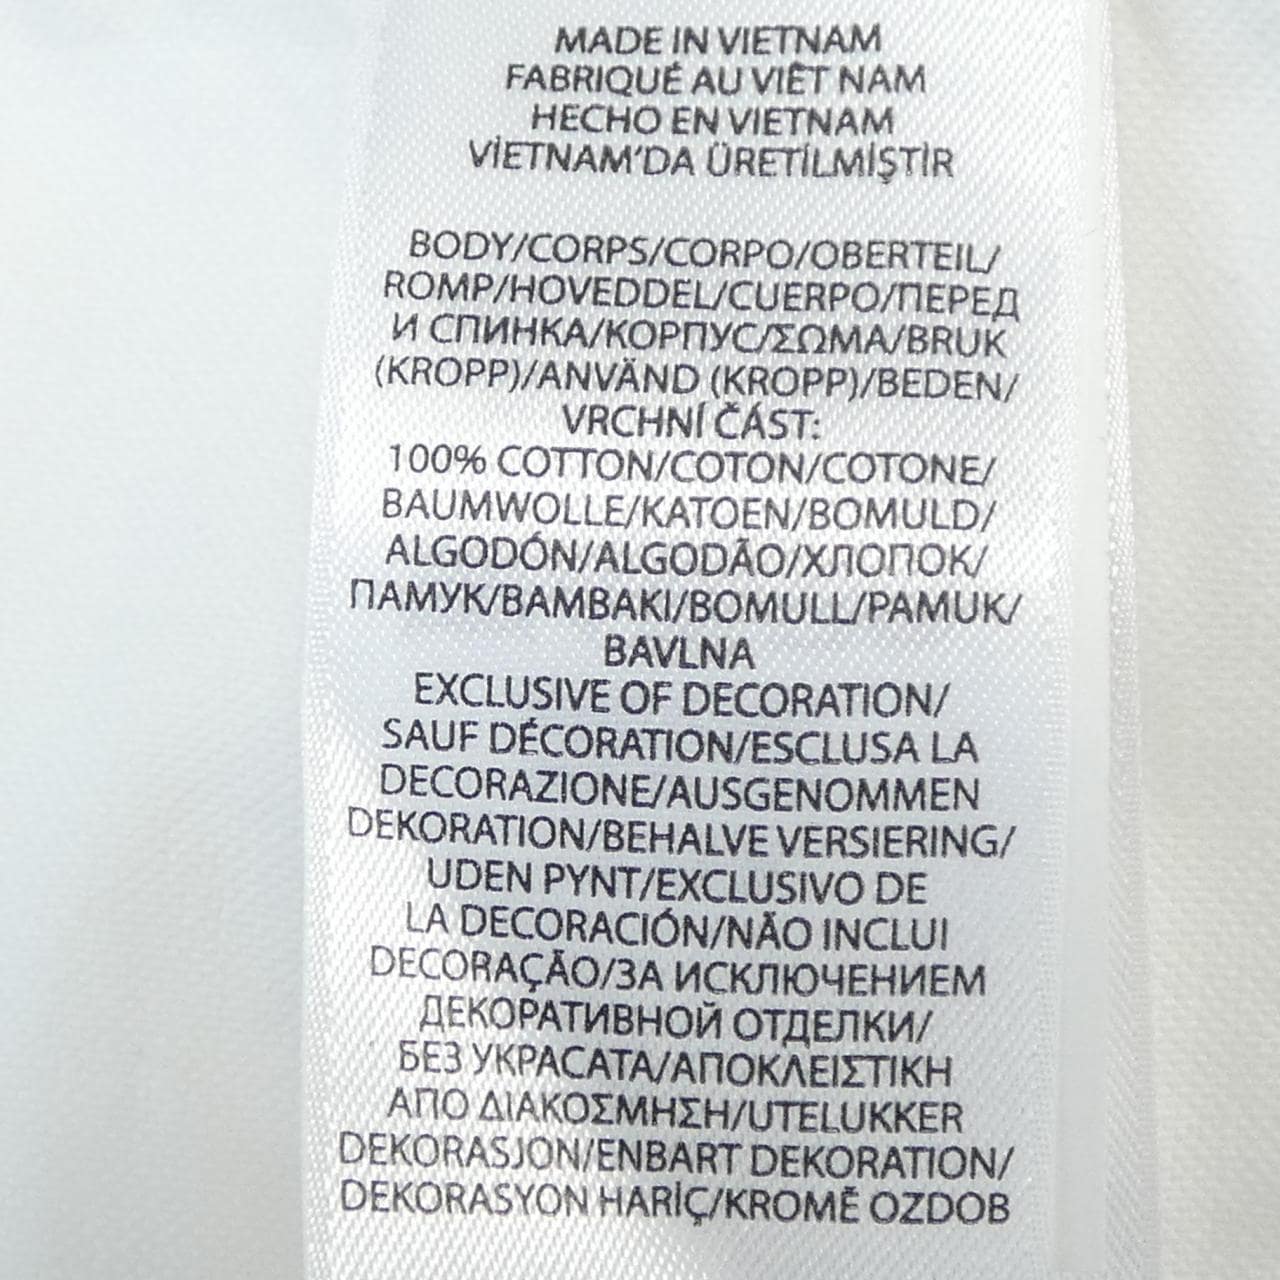 MADE IN VIETNAM
FABRIQUÉ AU VIÊT NAM
HECHO EN VIETNAM
VİETNAM'DA ÜRETİLMİŞTİR
BODY/CORPS/CORPO/OBERTEIL/
ROMP/HOVEDDEL/CUERPO/ПЕРЕД
И СПИНКА/КОРПУС/ΣΩΜΑ/BRUK
(KROPP)/ANVÄND (KROPP)/BEDEN/
VRCHNÍ ČÁST:
100% COTTON/COTON/COTONE/
BAUMWOLLE/KATOEN/BOMULD/
ALGODÓN/ALGODÃO/ХЛОПОК/
ПАМУК/BAMBAKI/BOMULL/PAMUK/
BAVLNA
EXCLUSIVE OF DECORATION/
SAUF DÉCORATION/ESCLUSA LA
DECORAZIONE/AUSGENOMMEN
DEKORATION/BEHALVE VERSIERING/
UDEN PYNT/EXCLUSIVO DE
LA DECORACIÓN/NÃO INCLUI
DECORAÇÃO/ЗА ИСКЛЮЧЕНИЕМ
ДЕКОРАТИВНОЙ ОТДЕЛКИ/
БЕЗ УКРАСАТА/ΑΠΟΚΛΕΙΣΤΙΚΗ
ΑΠΟ ΔΙΑΚΟΣΜΗΣΗ/UTELUKKER
DEKORASJON/ENBART DEKORATION/
DEKORASYON HARİÇ/KROMĚ OZDOB